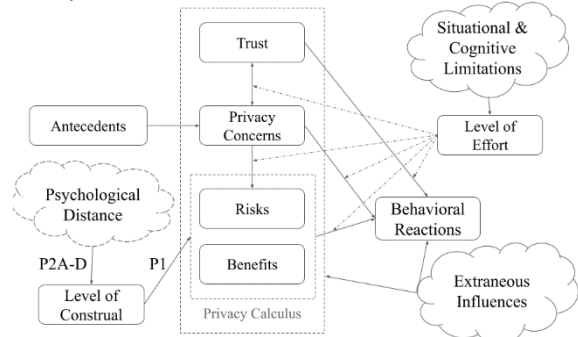 Situational &
Cognitive
Limitations
Trust
Antecedents
Privacy
Concerns
Level of
Effort
Psychological
Distance
Risks
Behavioral
Reactions
P2A-D
P1
Benefits
Level of
Construal
Extraneous
Influences
Privacy Calculus